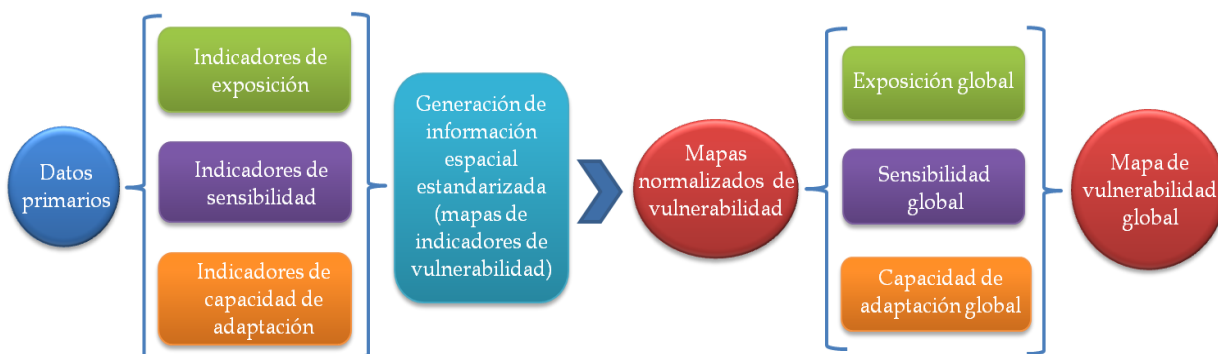 Datos
primarios
Indicadores de
exposición
Indicadores de
sensibilidad
Indicadores de
capacidad de
adaptación
Generación de
información
espacial
estandarizada
(mapas de
indicadores de
vulnerabilidad)
Mapas
normalizados de
vulnerabilidad
Exposición global
Sensibilidad
global
Capacidad de
adaptación global
Mapa de
vulnerabilidad
global